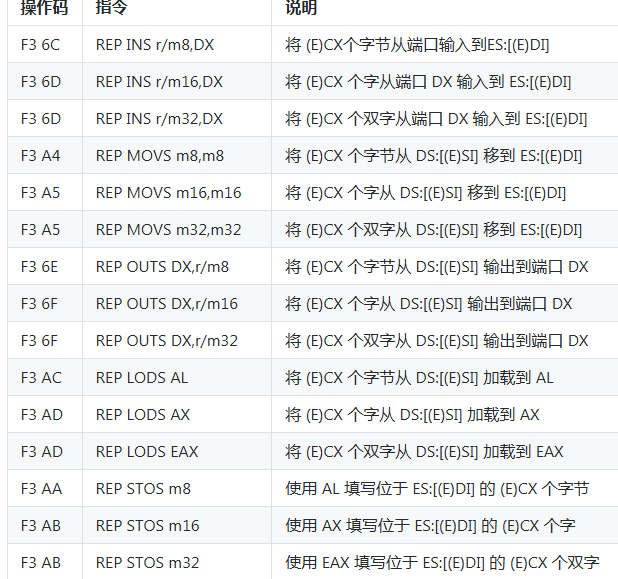 操作码 指令 说明
F3 6C REP INS r/m8,DX 将 (E)CX个字节从端口输入到ES:[(E)DI]
F3 6D REP INS r/m16,DX 将 (E)CX 个字从端口 DX 输入到 ES:[(E)DI]
F3 6D REP INS r/m32,DX 将 (E)CX 个双字从端口 DX 输入到 ES:[(E)DI]
F3 A4 REP MOVS m8,m8 将 (E)CX 个字节从 DS:[(E)SI] 移到 ES:[(E)DI]
F3 A5 REP MOVS m16,m16 将 (E)CX 个字从 DS:[(E)SI] 移到 ES:[(E)DI]
F3 A5 REP MOVS m32,m32 将 (E)CX 个双字从 DS:[(E)SI] 移到 ES:[(E)DI]
F3 6E REP OUTS DX,r/m8 将 (E)CX 个字节从 DS:[(E)SI] 输出到端口 DX
F3 6F REP OUTS DX,r/m16 将 (E)CX 个字从 DS:[(E)SI] 输出到端口 DX
F3 6F REP OUTS DX,r/m32 将 (E)CX 个双字从 DS:[(E)SI] 输出到端口 DX
F3 AC REP LODS AL 将 (E)CX 个字节从 DS:[(E)SI] 加载到 AL
F3 AD REP LODS AX 将 (E)CX 个字从 DS:[(E)SI] 加载到 AX
F3 AD REP LODS EAX 将 (E)CX 个双字从 DS:[(E)SI] 加载到 EAX
F3 AA REP STOS m8 使用 AL 填写位于 ES:[(E)DI] 的 (E)CX 个字节
F3 AB REP STOS m16 使用 AX 填写位于 ES:[(E)DI] 的 (E)CX 个字
F3 AB REP STOS m32 使用 EAX 填写位于 ES:[(E)DI] 的 (E)CX 个双字